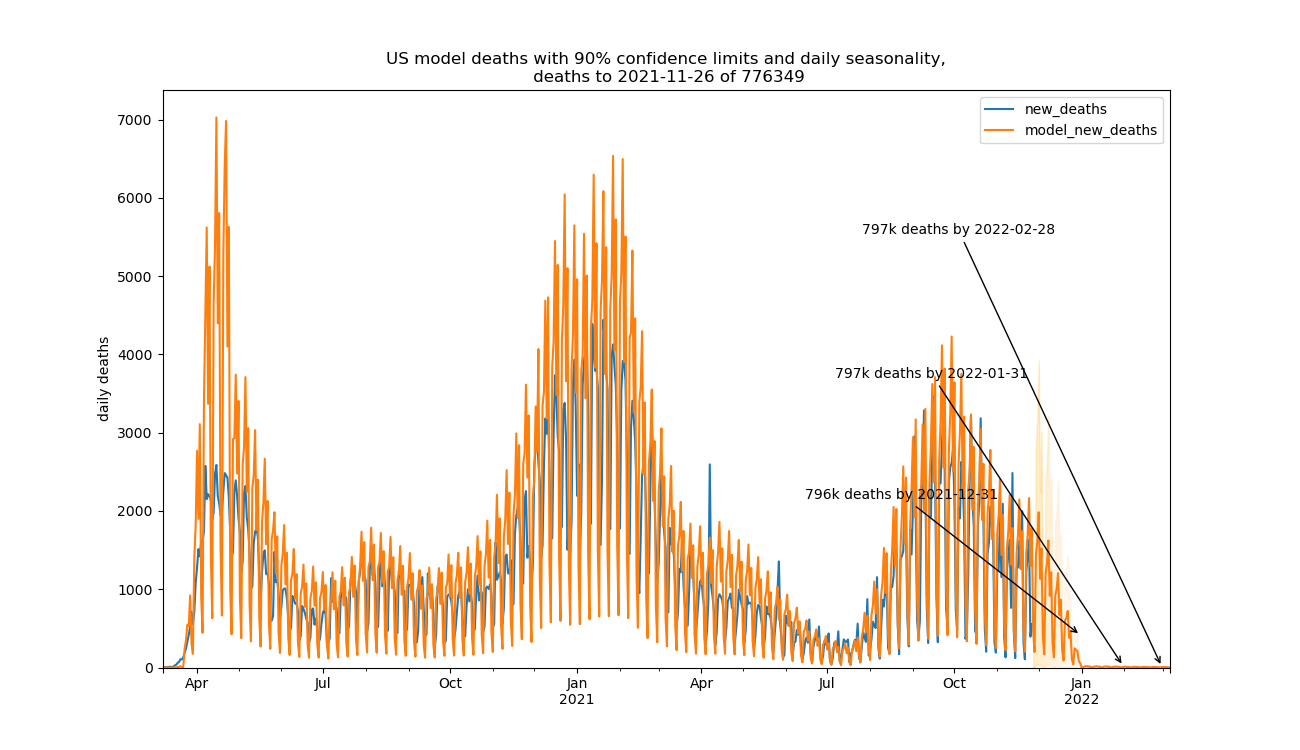 US model deaths with 90% confidence limits and daily seasonality,
deaths to 2021-11-26 of 776349
new_deaths
model_new_deaths
daily deaths
7000
6000
5000
4000
3000
2000
1000
0
797k deaths by 2022-02-28
797k deaths by 2022-01-31
796k deaths by 2021-12-31
Apr
Jul
Oct
Jan
2021
Apr
Jul
Oct
Jan
2022